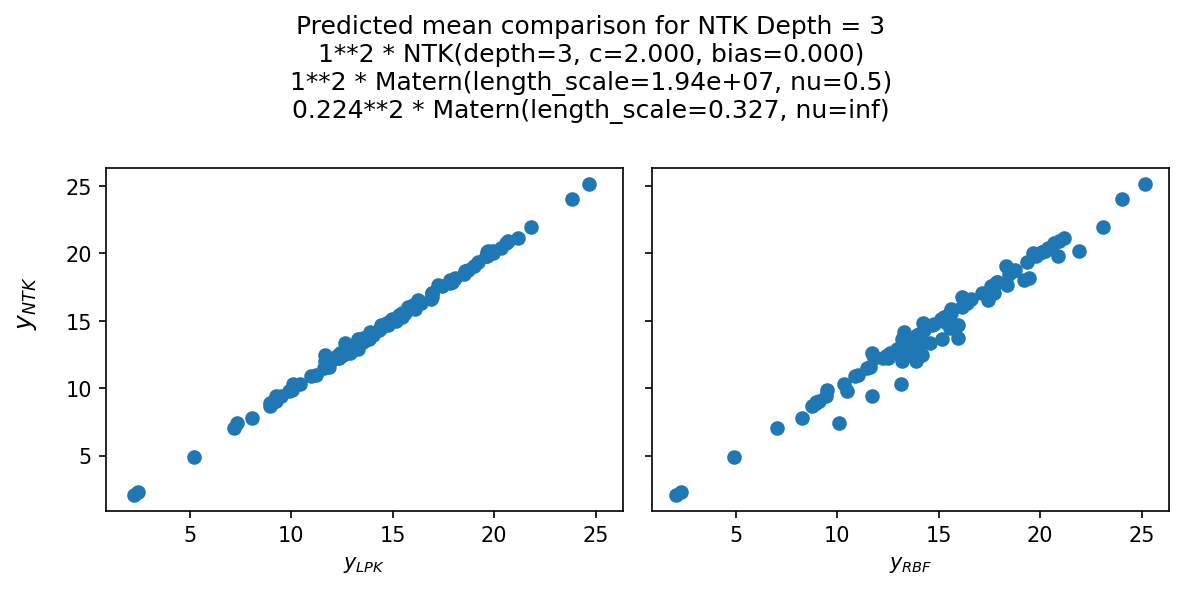 Predicted mean comparison for NTK Depth = 3
1**2 * NTK(depth=3, c=2.000, bias=0.000)
1**2 * Matern(length_scale=1.94e+07, nu=0.5)
0.224**2 * Matern(length_scale=0.327, nu=inf)
25
20
15
10
5
y_NTK
5 10 15 20 25
y_LPK
5 10 15 20 25
y_RBF